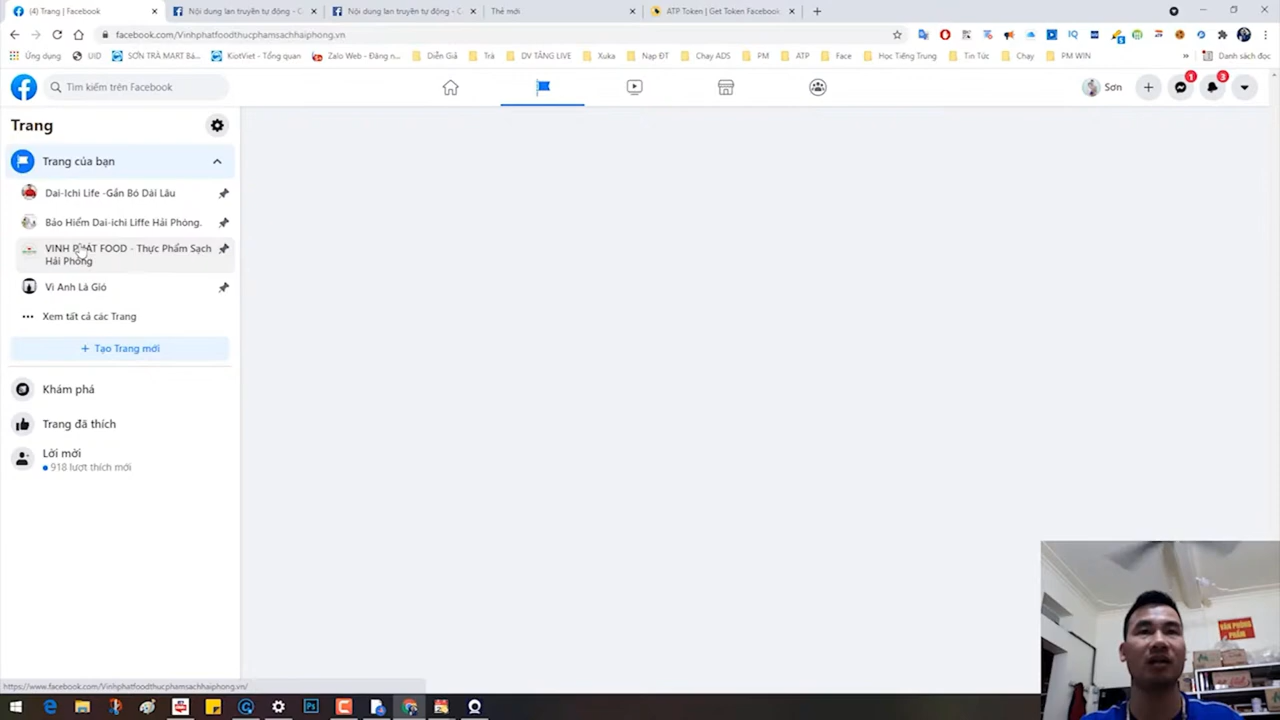 (4) Trang | Facebook
Nội dung lan truyền tự động - C
Nội dung lan truyền tự động - C
Thẻ mới
ATP Token | Get Token Facebook
facebook.com/Vinhphatfoodthucphamsachhaiphong.vn
Ứng dụng
UID
SƠN TRÀ MART Bá...
KiotViet - Tổng quan
Zalo Web - Đăng n...
Diễn Giả
Trà
DV TĂNG LIVE
Xuka
Nạp ĐT
Chạy ADS
PM
ATP
Face
Học Tiếng Trung
Tin Tức
Chạy
PM WIN
»
Danh sách đọc
Tìm kiếm trên Facebook
Sơn
1
3
Trang
Trang của bạn
Dai-Ichi Life -Gắn Bó Dài Lâu
Bảo Hiểm Dai-ichi Liffe Hải Phòng.
VINH PHÁT FOOD - Thực Phẩm Sạch
Hải Phòng
Vì Anh Là Gió
Xem tất cả các Trang
+ Tạo Trang mới
Khám phá
Trang đã thích
Lời mời
918 lượt thích mới
VĂN PHÒNG
PHẨM
https://www.facebook.com/Vinhphatfoodthucphamsachhaiphong.vn/